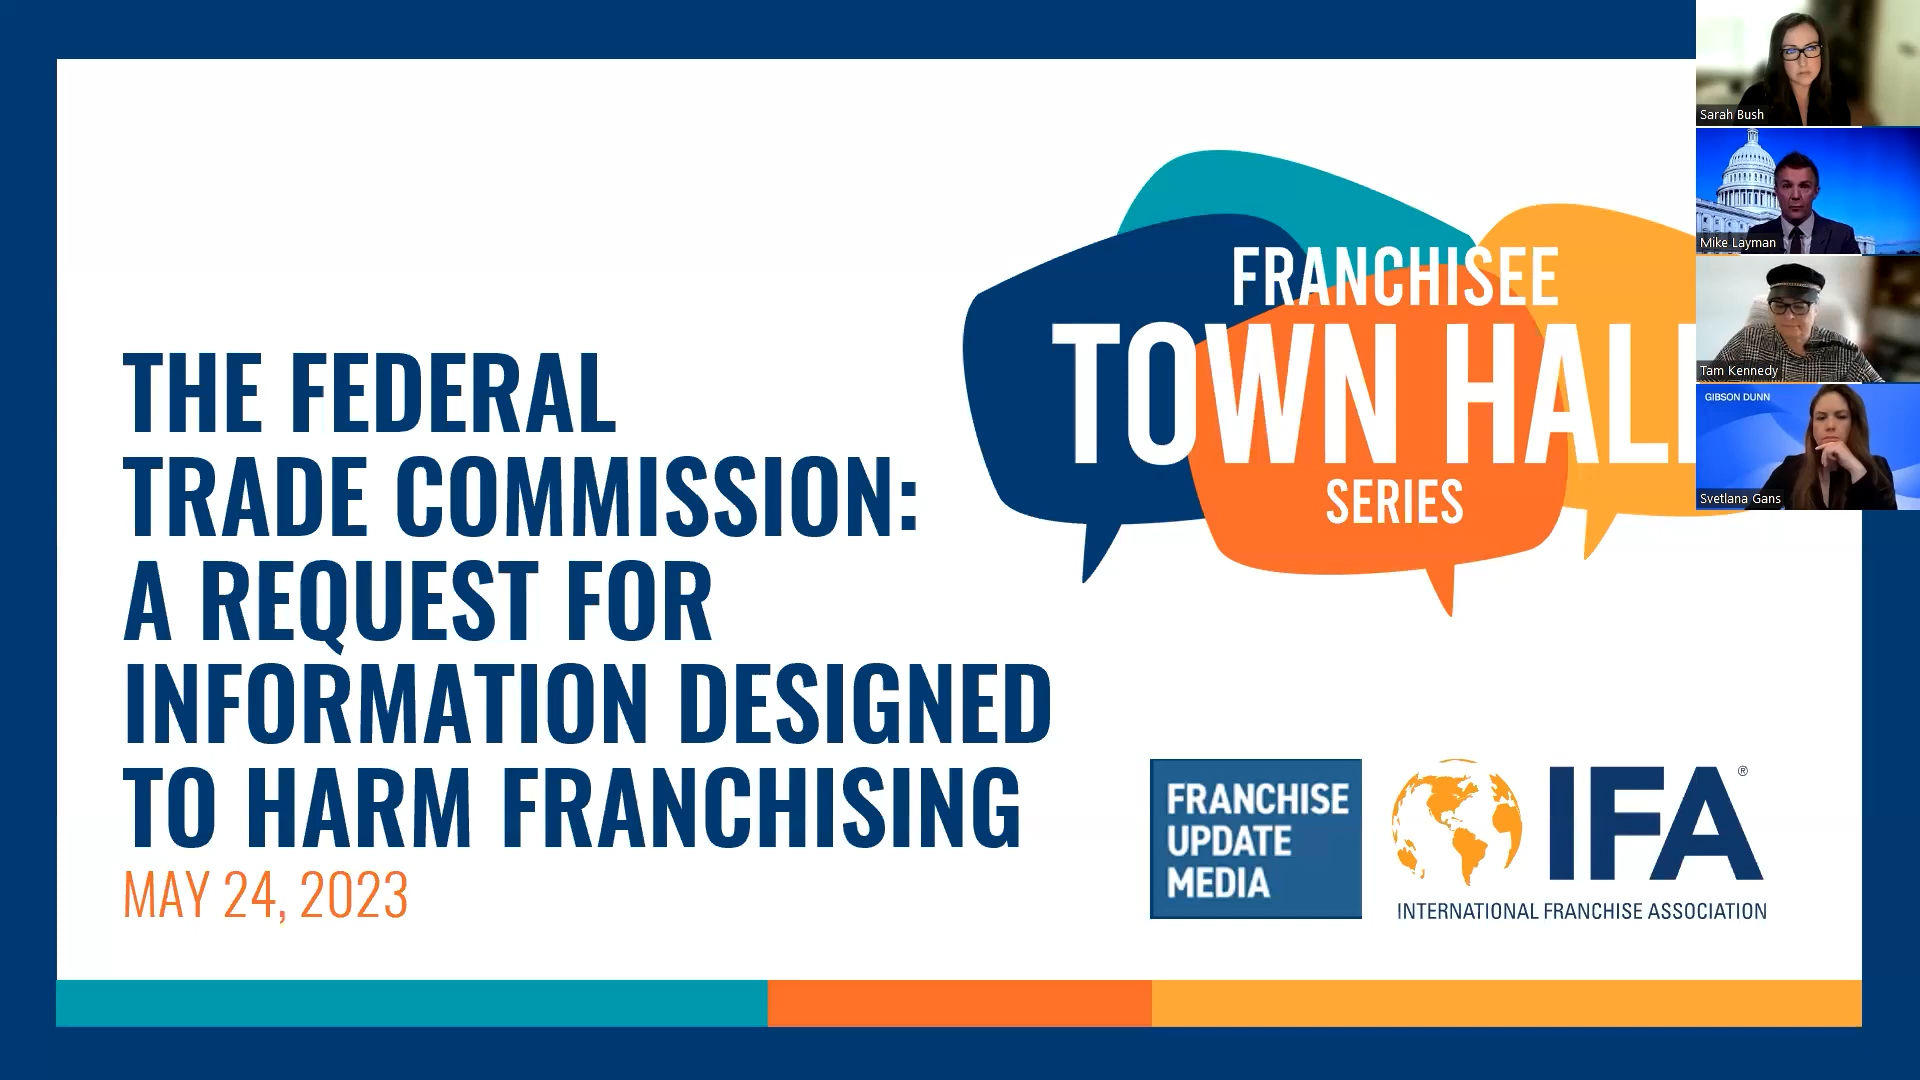 THE FEDERAL
TRADE COMMISSION:
A REQUEST FOR
INFORMATION DESIGNED
TO HARM FRANCHISING
MAY 24, 2023
FRANCHISEE
TOWN HALL
SERIES
FRANCHISE
UPDATE
MEDIA
IFA®
INTERNATIONAL FRANCHISE ASSOCIATION
Sarah Bush
Mike Layman
Tam Kennedy
GIBSON DUNN
Svetlana Gans